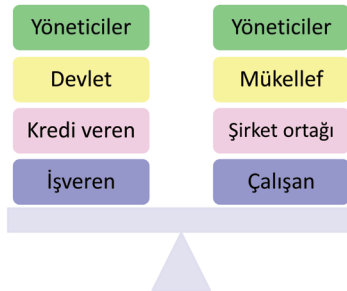 Yöneticiler
Yöneticiler
Devlet
Mükellef
Kredi veren
Şirket ortağı
İşveren
Çalışan